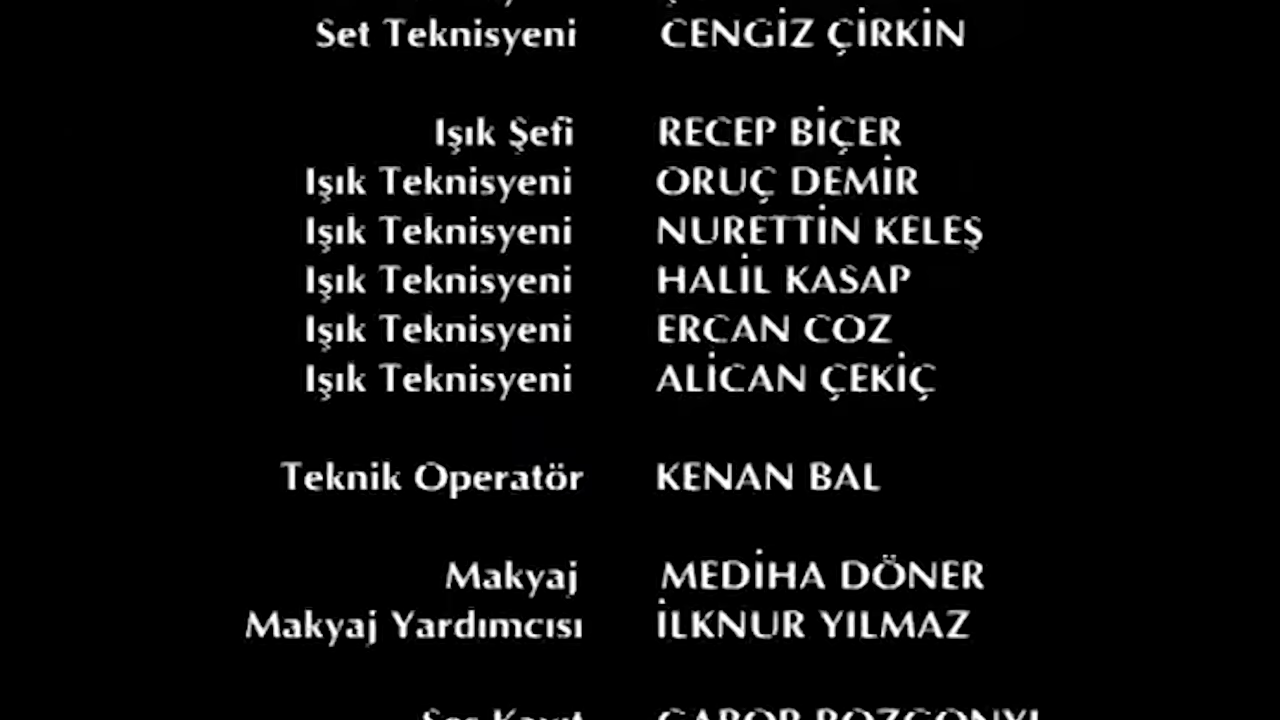 Set Teknisyeni CENGİZ ÇİRKİN
Işık Şefi RECEP BİÇER
Işık Teknisyeni ORUÇ DEMİR
Işık Teknisyeni NURETTİN KELEŞ
Işık Teknisyeni HALİL KASAP
Işık Teknisyeni ERCAN COZ
Işık Teknisyeni ALİCAN ÇEKİÇ
Teknik Operatör KENAN BAL
Makyaj MEDİHA DÖNER
Makyaj Yardımcısı İLKNUR YILMAZ